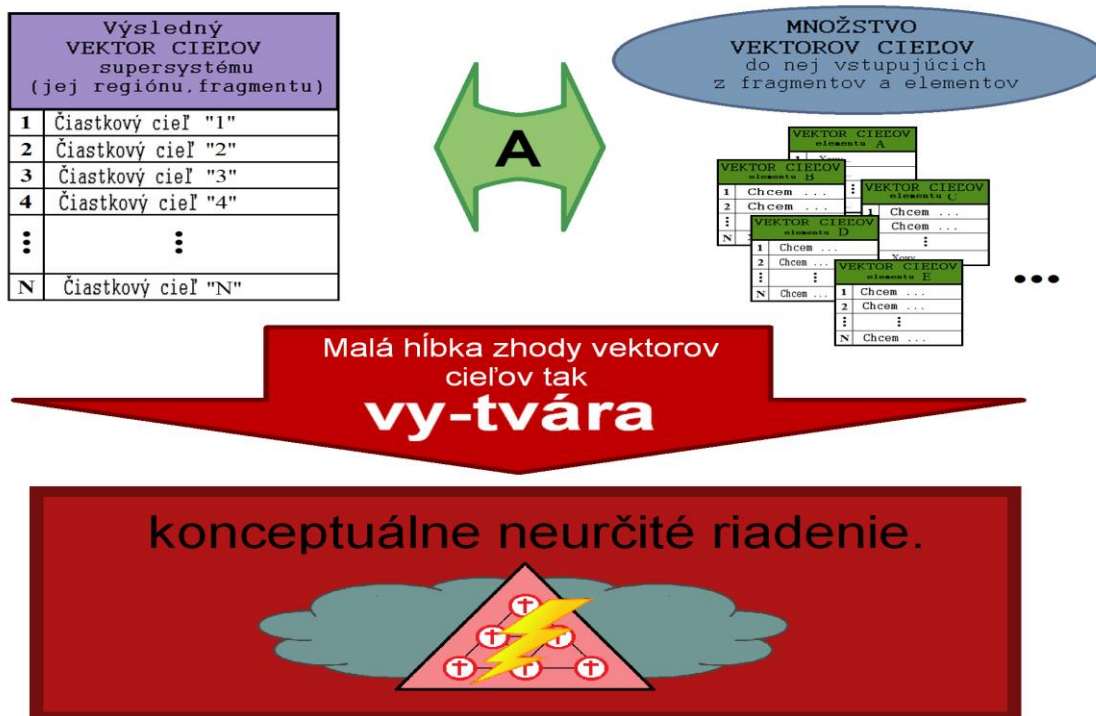 Výsledný
VEKTOR CIEĽOV
supersystému
(jej regiónu,fragmentu)
1 Čiastkový cieľ "1"
2 Čiastkový cieľ "2"
3 Čiastkový cieľ "3"
4 Čiastkový cieľ "4"
N Čiastkový cieľ "N"
A
MNOŽSTVO
VEKTOROV CIEĽOV
do nej vstupujúcich
z fragmentov a elementov
VEKTOR CIEĽOV
elementu A
1
VEKTOR CIEĽOV
elementu B
1 Chcem ...
2 Chcem ...
N
VEKTOR CIEĽOV
elementu C
1 Chcem ...
Chcem ...
VEKTOR CIEĽOV
elementu D
1 Chcem ...
2 Chcem ...
N Chcem ...
VEKTOR CIEĽOV
elementu E
1 Chcem ...
2 Chcem ...
N Chcem ...
...
Malá hĺbka zhody vektorov
cieľov tak
vy-tvára
konceptuálne neurčité riadenie.